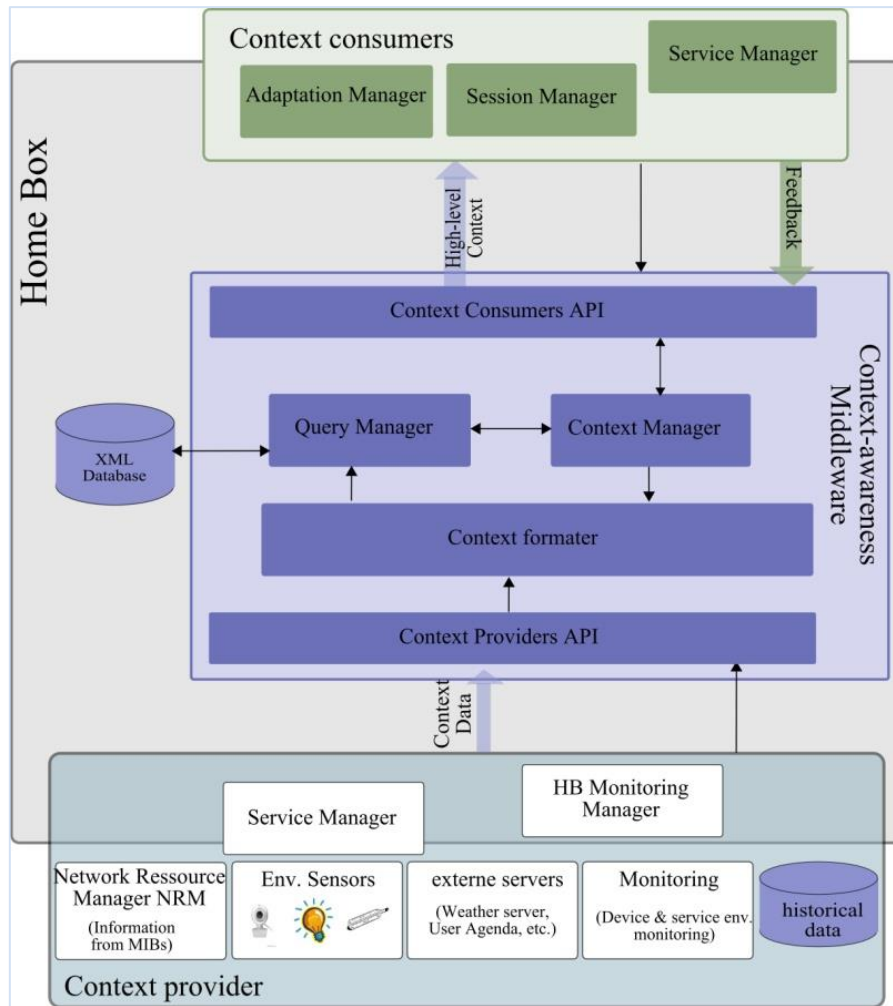 Context consumers
Service Manager
Adaptation Manager
Session Manager
Home Box
High-level
Context
Feedback
Context Consumers API
Context-awareness
Middleware
Query Manager
Context Manager
XML
Database
Context formater
Context Providers API
Context
Data
HB Monitoring
Manager
Service Manager
Network Ressource
Manager NRM
(Information
from MIBs)
Env. Sensors
externe servers
(Weather server,
User Agenda, etc.)
Monitoring
(Device & service env.
monitoring)
historical
data
Context provider